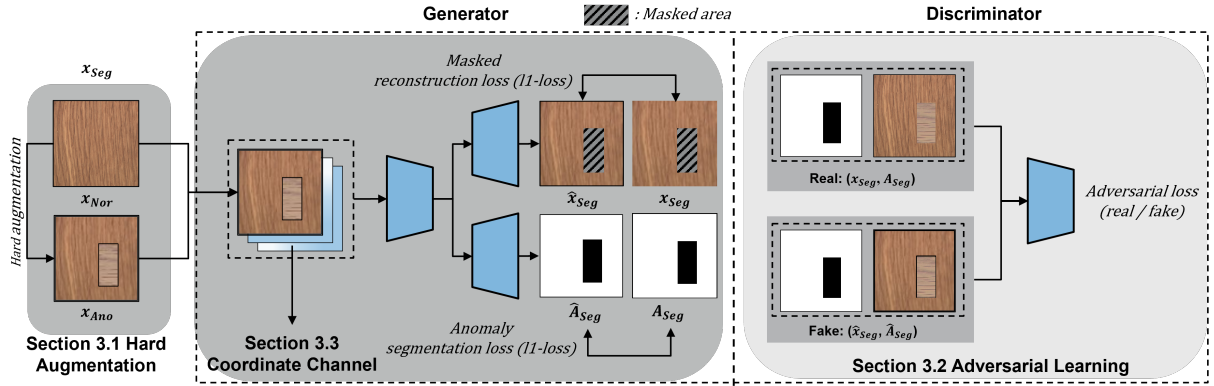 Generator
: Masked area
Discriminator
x_Seg
Hard augmentation
x_Nor
x_Ano
Section 3.1 Hard
Augmentation
Masked
reconstruction loss (l1-loss)
x̂_Seg
x_Seg
Â_Seg
A_Seg
Anomaly
segmentation loss (l1-loss)
Section 3.3
Coordinate Channel
Real: (x_Seg, A_Seg)
Adversarial loss
(real / fake)
Fake: (x̂_Seg, Â_Seg)
Section 3.2 Adversarial Learning